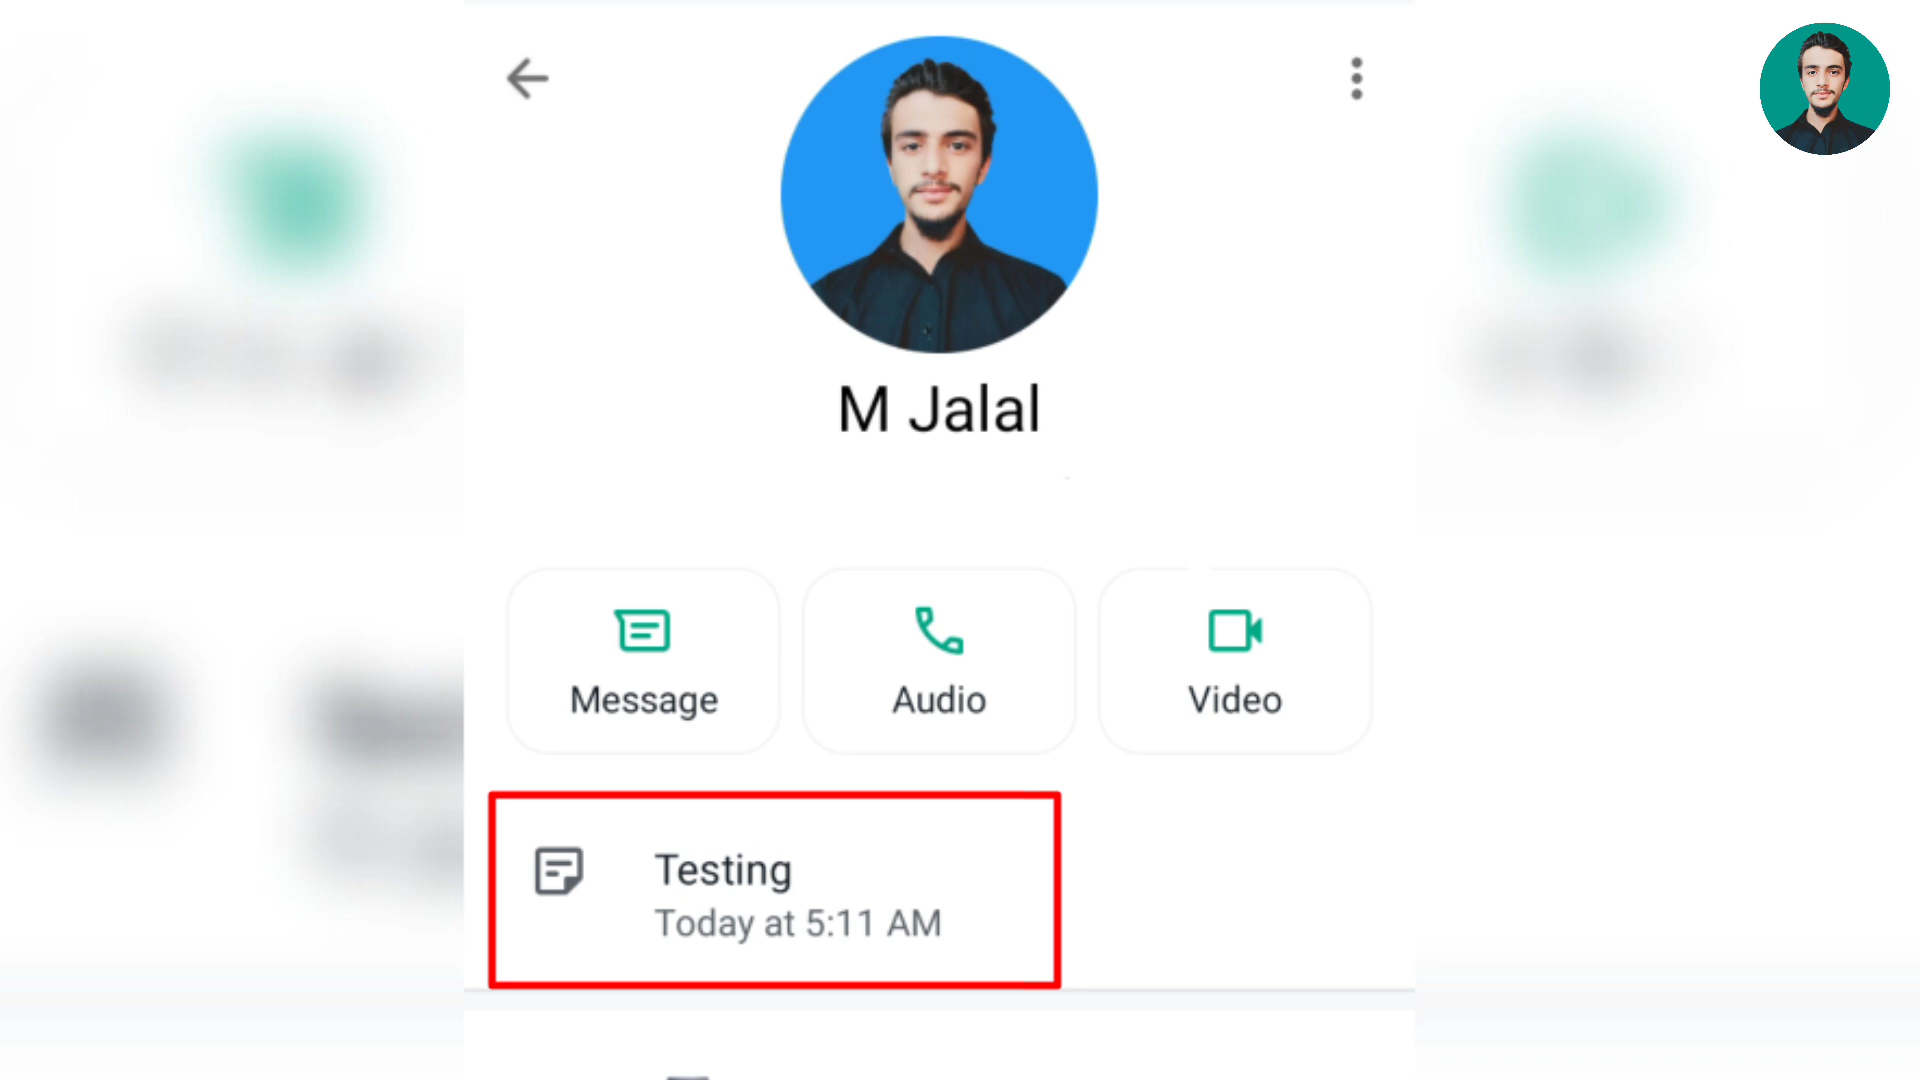 M Jalal
Message
Audio
Video
Testing
Today at 5:11 AM